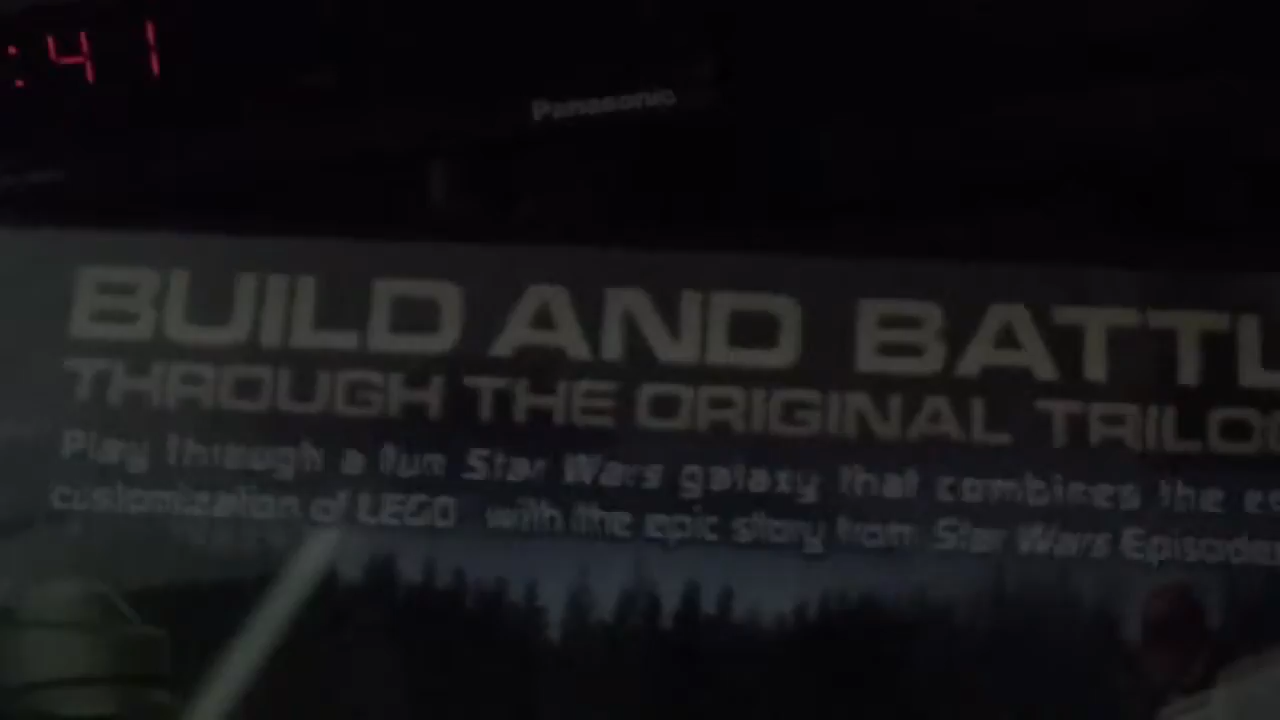 :41
Panasonic
BUILD AND BATTL
THROUGH THE ORIGINAL TRILO
Play through a fun Star Wars galaxy that combines the
customization of LEGO with the epic story from Star Wars Episodes